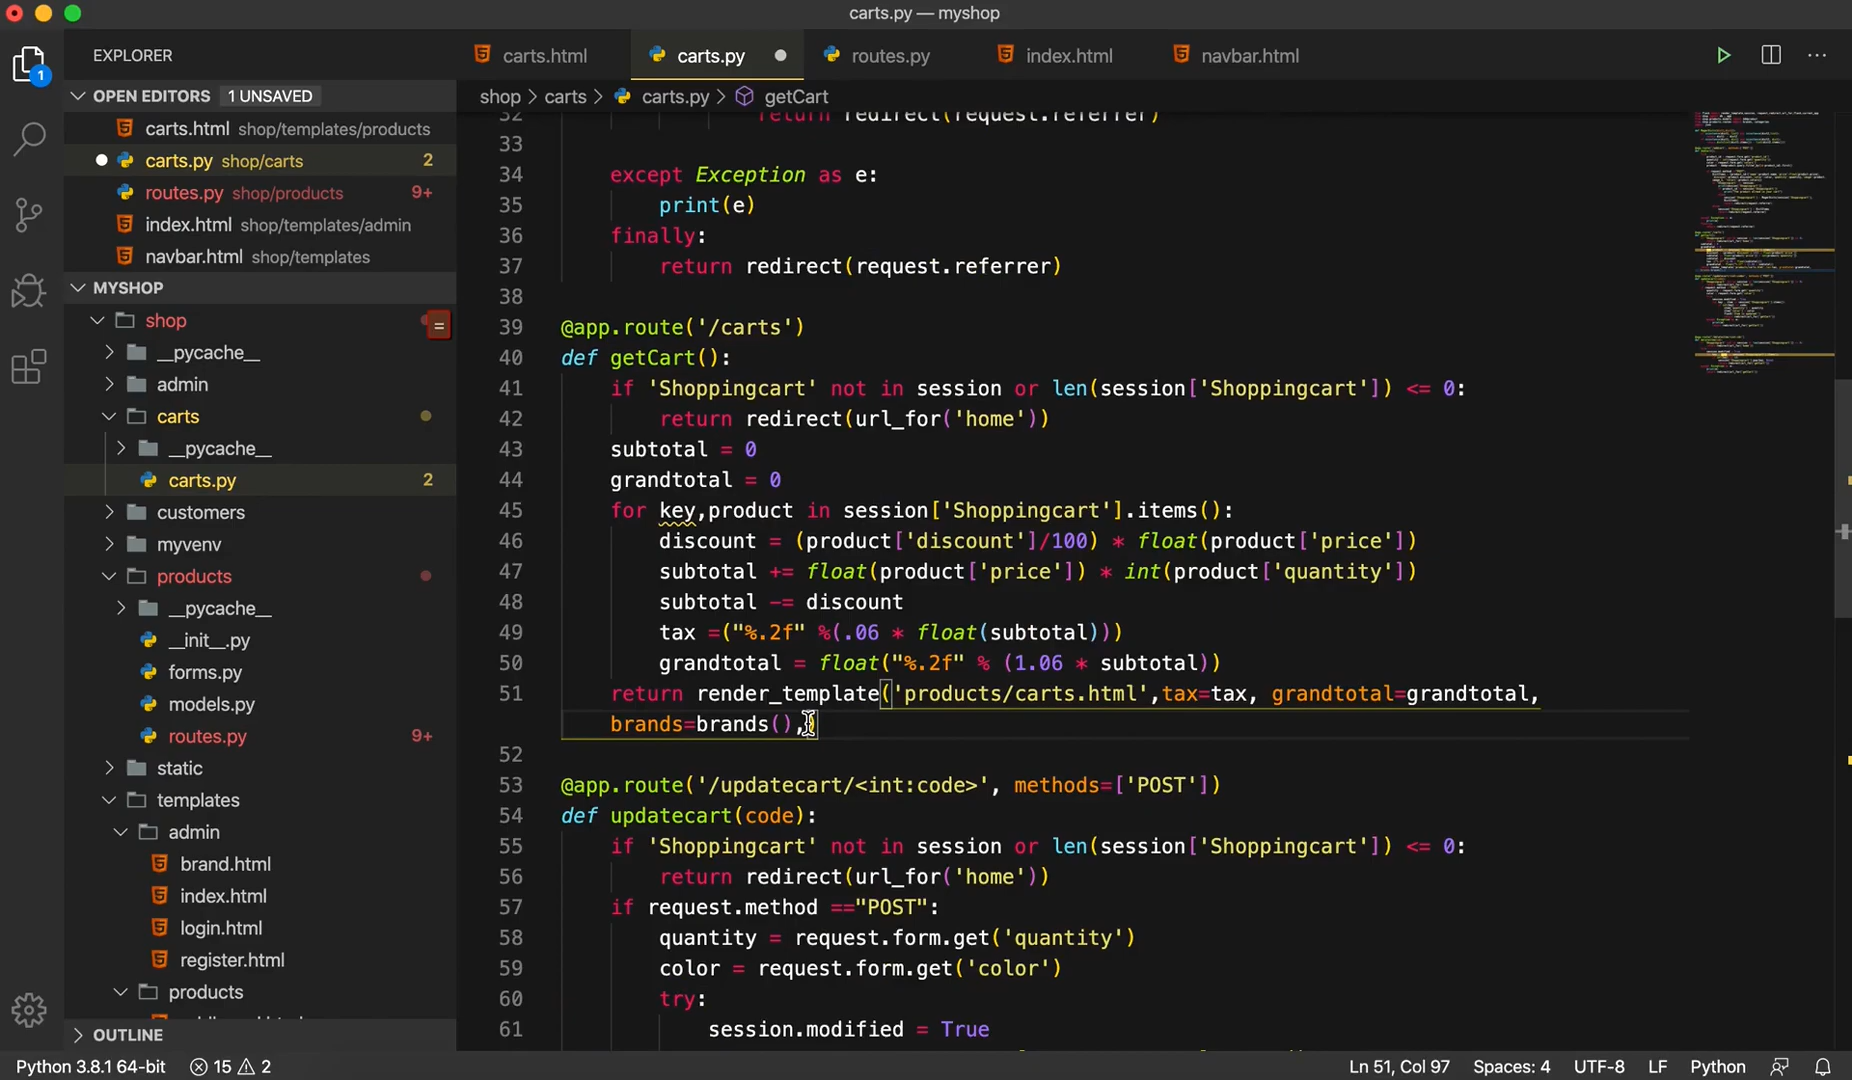 carts.py — myshop
EXPLORER
carts.html
carts.py
routes.py
index.html
navbar.html
OPEN EDITORS 1 UNSAVED
carts.html shop/templates/products
carts.py shop/carts 2
routes.py shop/products 9+
index.html shop/templates/admin
navbar.html shop/templates
MYSHOP
shop
__pycache__
admin
carts
__pycache__
carts.py 2
customers
myvenv
products
__pycache__
__init__.py
forms.py
models.py
routes.py 9+
static
templates
admin
brand.html
index.html
login.html
register.html
products
OUTLINE
1
shop > carts > carts.py > getCart
32 return redirect(request.referrer)
33
34 except Exception as e:
35 print(e)
36 finally:
37 return redirect(request.referrer)
38
39 @app.route('/carts')
40 def getCart():
41 if 'Shoppingcart' not in session or len(session['Shoppingcart']) <= 0:
42 return redirect(url_for('home'))
43 subtotal = 0
44 grandtotal = 0
45 for key,product in session['Shoppingcart'].items():
46 discount = (product['discount']/100) * float(product['price'])
47 subtotal += float(product['price']) * int(product['quantity'])
48 subtotal -= discount
49 tax =("%.2f" %(.06 * float(subtotal)))
50 grandtotal = float("%.2f" % (1.06 * subtotal))
51 return render_template('products/carts.html',tax=tax, grandtotal=grandtotal,
brands=brands(),)
52
53 @app.route('/updatecart/<int:code>', methods=['POST'])
54 def updatecart(code):
55 if 'Shoppingcart' not in session or len(session['Shoppingcart']) <= 0:
56 return redirect(url_for('home'))
57 if request.method =="POST":
58 quantity = request.form.get('quantity')
59 color = request.form.get('color')
60 try:
61 session.modified = True
Python 3.8.1 64-bit 15 2
Ln 51, Col 97 Spaces: 4 UTF-8 LF Python